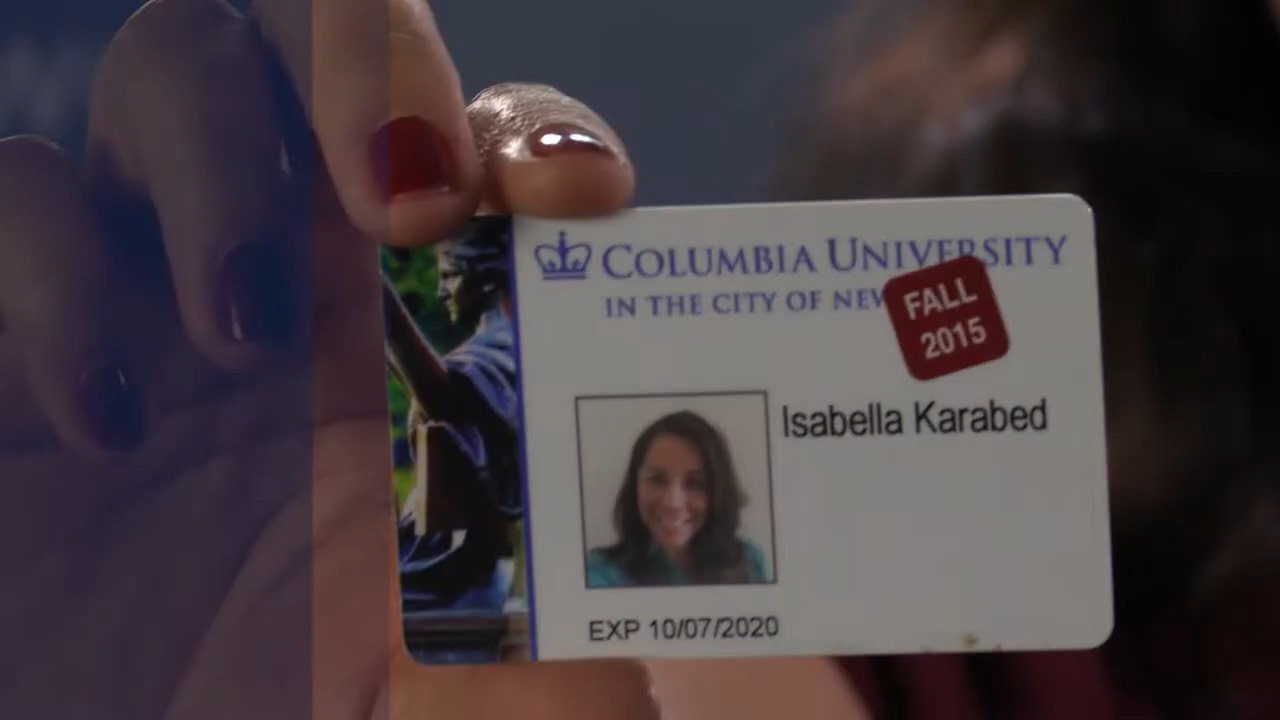 COLUMBIA UNIVERSITY
IN THE CITY OF NEW
FALL
2015
Isabella Karabed
EXP 10/07/2020